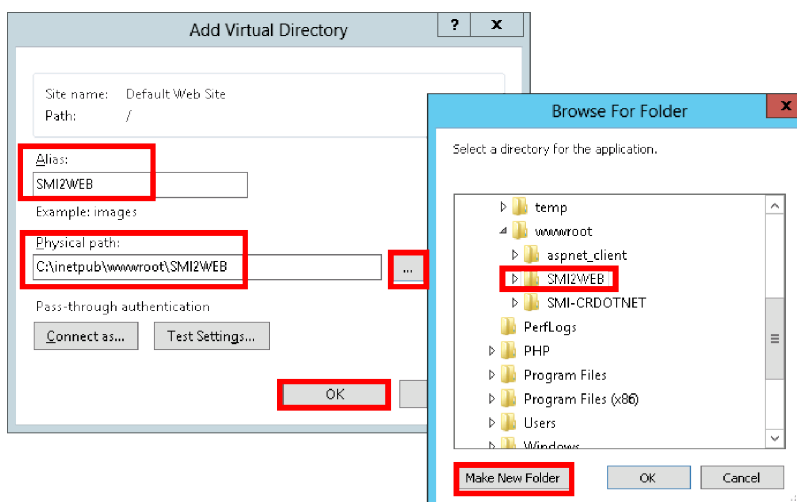 Add Virtual Directory
? x
Site name: Default Web Site
Path: /
Alias:
SMI2WEB
Example: images
Physical path:
C:\inetpub\wwwroot\SMI2WEB
...
Pass-through authentication
Connect as...
Test Settings...
OK
Browse For Folder
x
Select a directory for the application.
temp
wwwroot
aspnet_client
SMI2WEB
SMI-CRDOTNET
PerfLogs
PHP
Program Files
Program Files (x86)
Users
Windows
Make New Folder
OK
Cancel